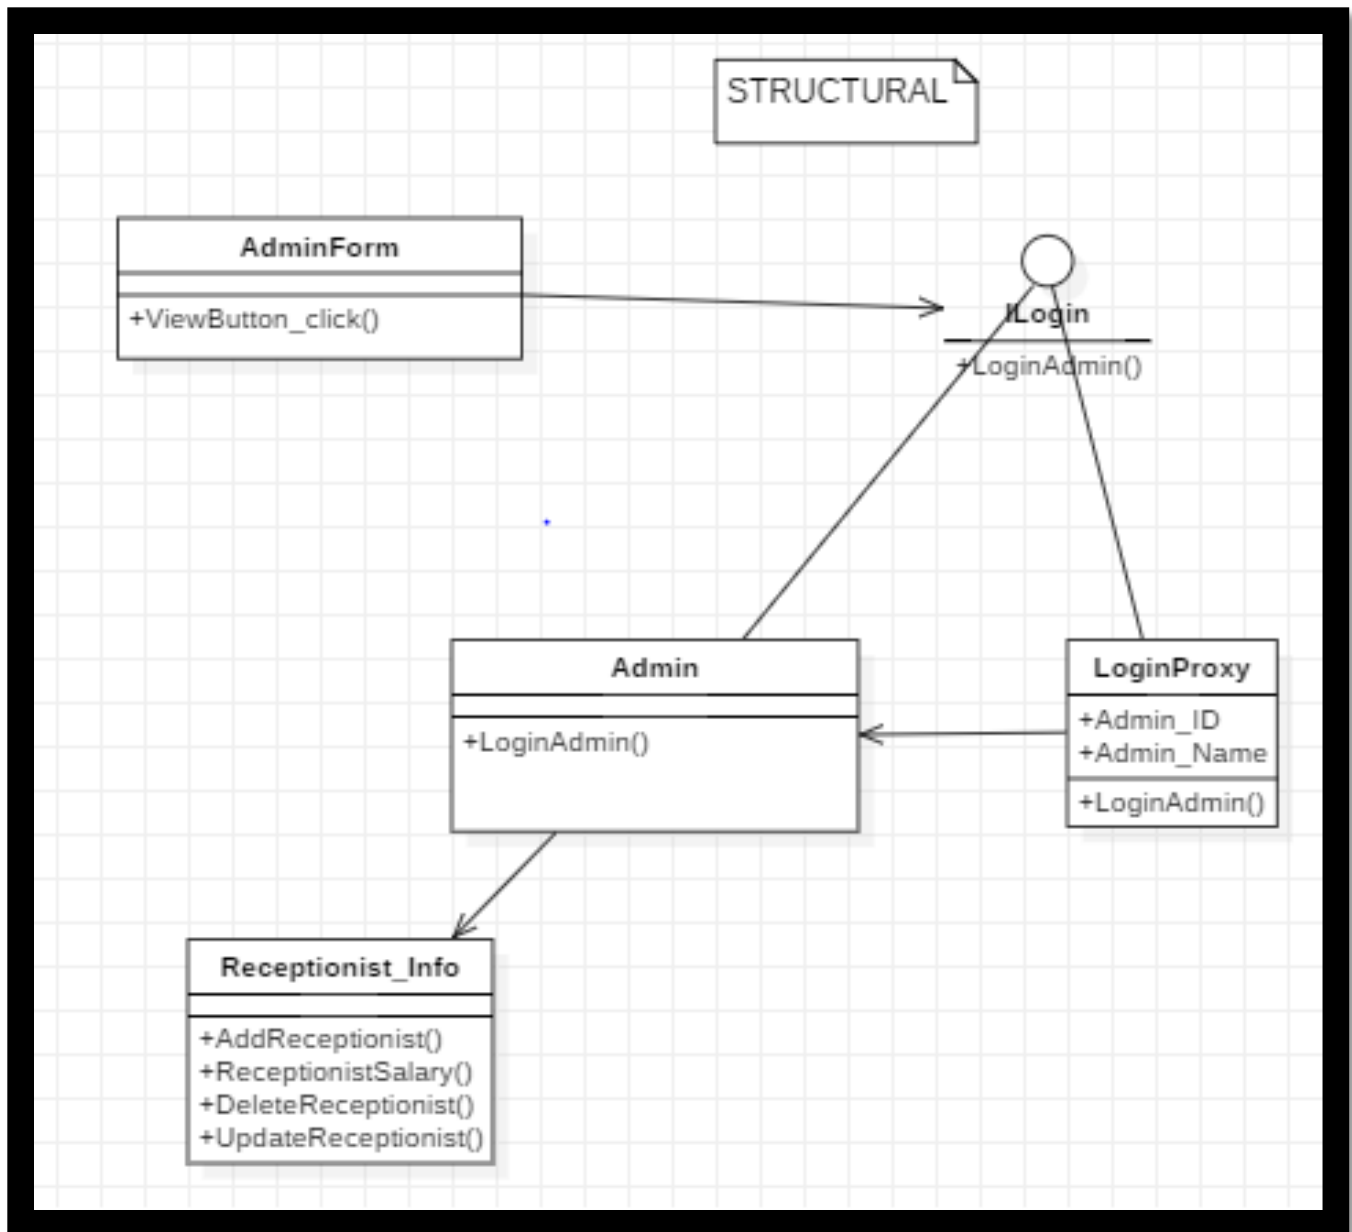 STRUCTURAL
AdminForm
+ViewButton_click()
ILogin
+LoginAdmin()
Admin
+LoginAdmin()
LoginProxy
+Admin_ID
+Admin_Name
+LoginAdmin()
Receptionist_Info
+AddReceptionist()
+ReceptionistSalary()
+DeleteReceptionist()
+UpdateReceptionist()